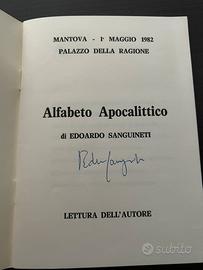 MANTOVA - 1° MAGGIO 1982
PALAZZO DELLA RAGIONE
Alfabeto Apocalittico
di EDOARDO SANGUINETI
LETTURA DELL'AUTORE
subito